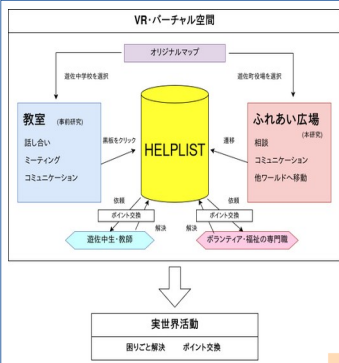 VR・バーチャル空間
オリジナルマップ
遊佐中学校を選択
遊佐町役場を選択
教室 (事前研究)
話し合い
ミーティング
コミュニケーション
黒板をクリック
HELPLIST
遷移
ふれあい広場
(本研究)
相談
コミュニケーション
他ワールドへ移動
依頼
ポイント交換
解決
依頼
ポイント交換
解決
遊佐中生・教師
ボランティア・福祉の専門職
実世界活動
困りごと解決 ポイント交換